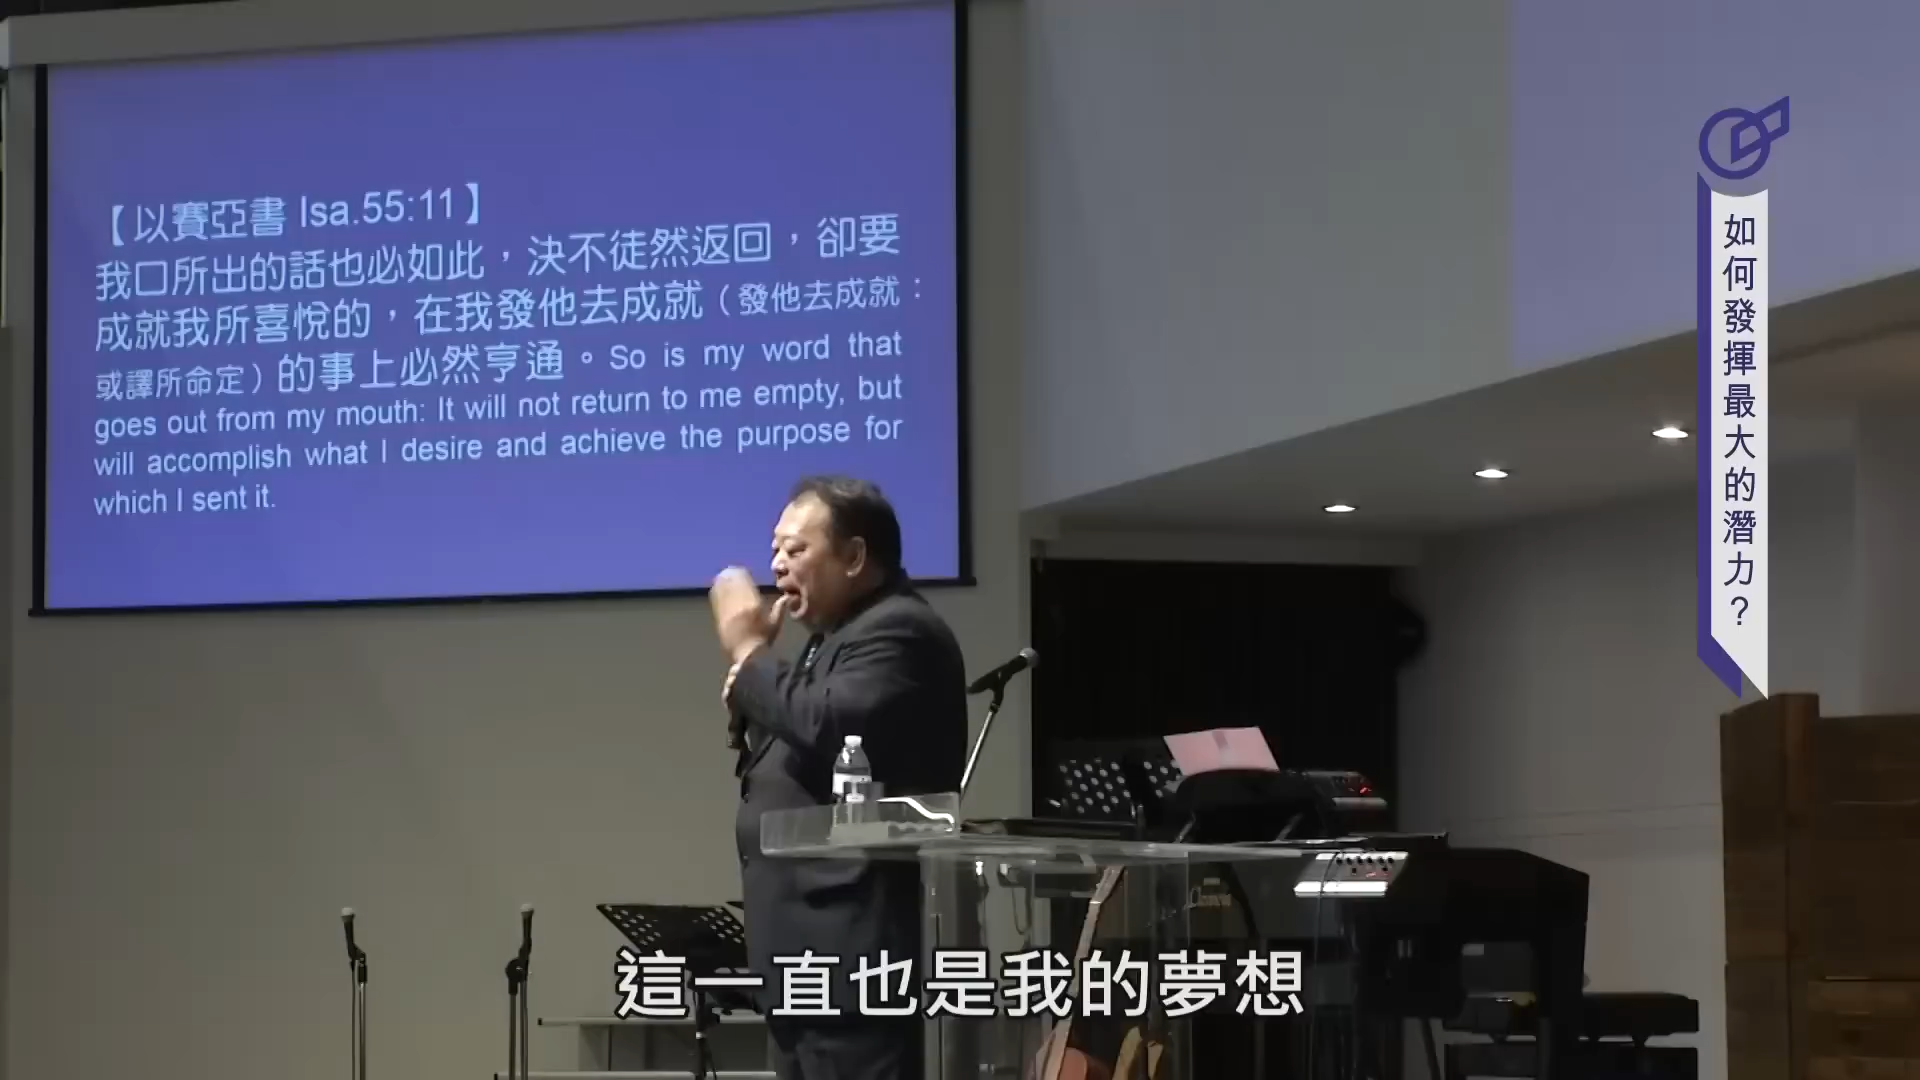 【以賽亞書 Isa.55:11】
我口所出的話也必如此，決不徒然返回，卻要
成就我所喜悅的，在我發他去成就（發他去成就：
或譯所命定）的事上必然亨通。So is my word that
goes out from my mouth: It will not return to me empty, but
will accomplish what I desire and achieve the purpose for
which I sent it.
如何發揮最大的潛力？
這一直也是我的夢想